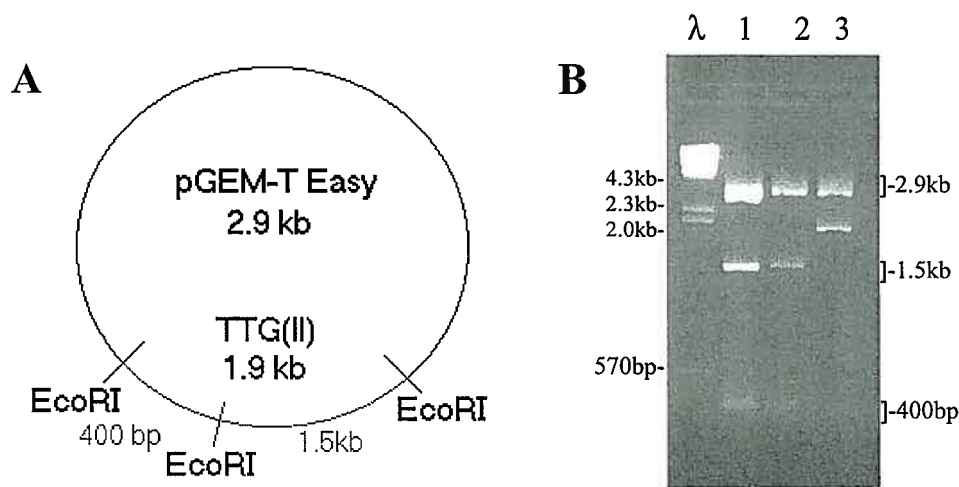 A
pGEM-T Easy
2.9 kb
TTG(II)
1.9 kb
EcoRI
400 bp
EcoRI
1.5kb
EcoRI
B
λ 1 2 3
4.3kb-
2.3kb-
2.0kb-
570bp-
]-2.9kb
]-1.5kb
]-400bp